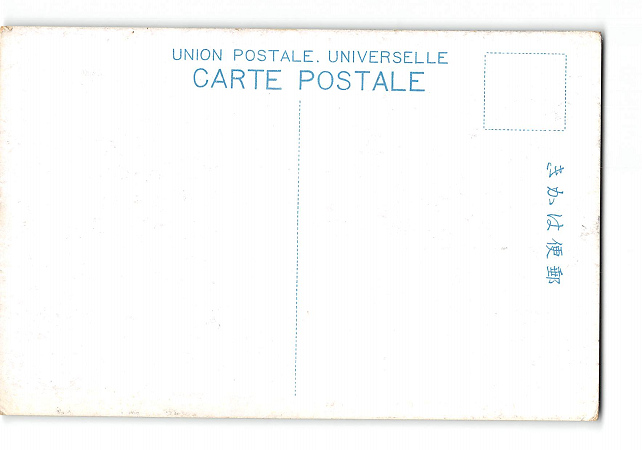 UNION POSTALE. UNIVERSELLE
CARTE POSTALE
きかは便郵